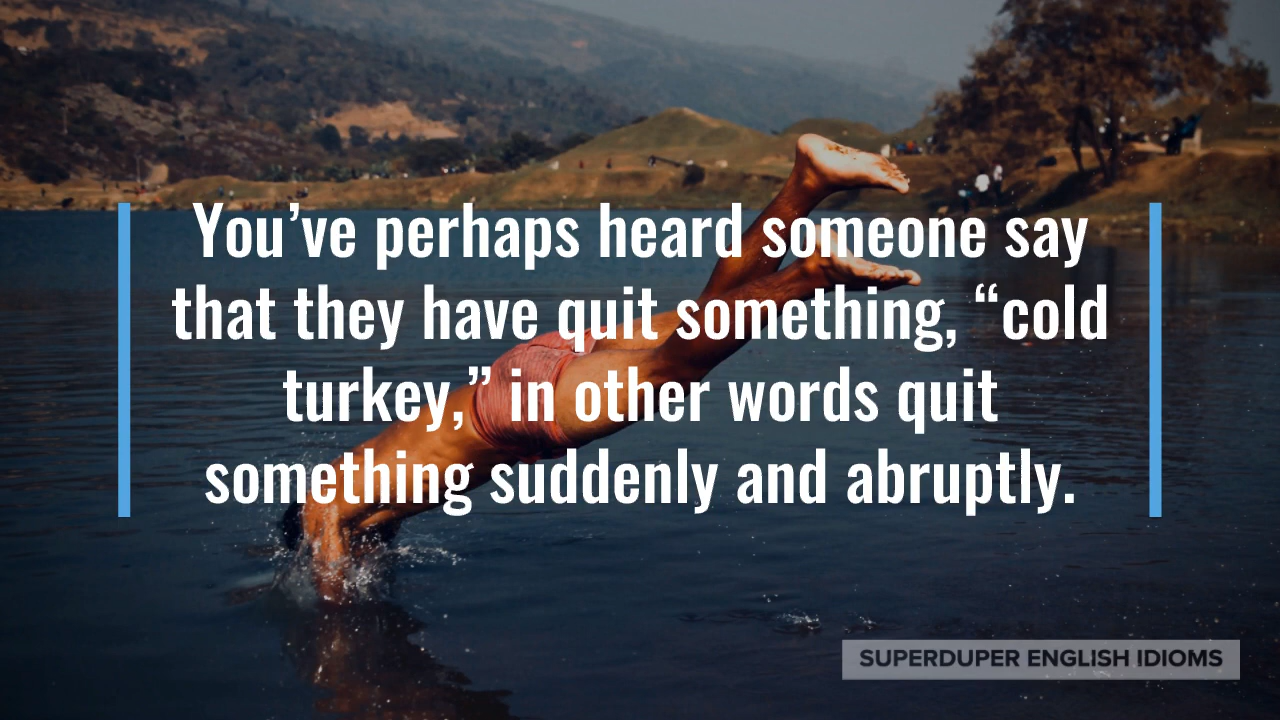 You’ve perhaps heard someone say
that they have quit something, “cold
turkey,” in other words quit
something suddenly and abruptly.
SUPERDUPER ENGLISH IDIOMS